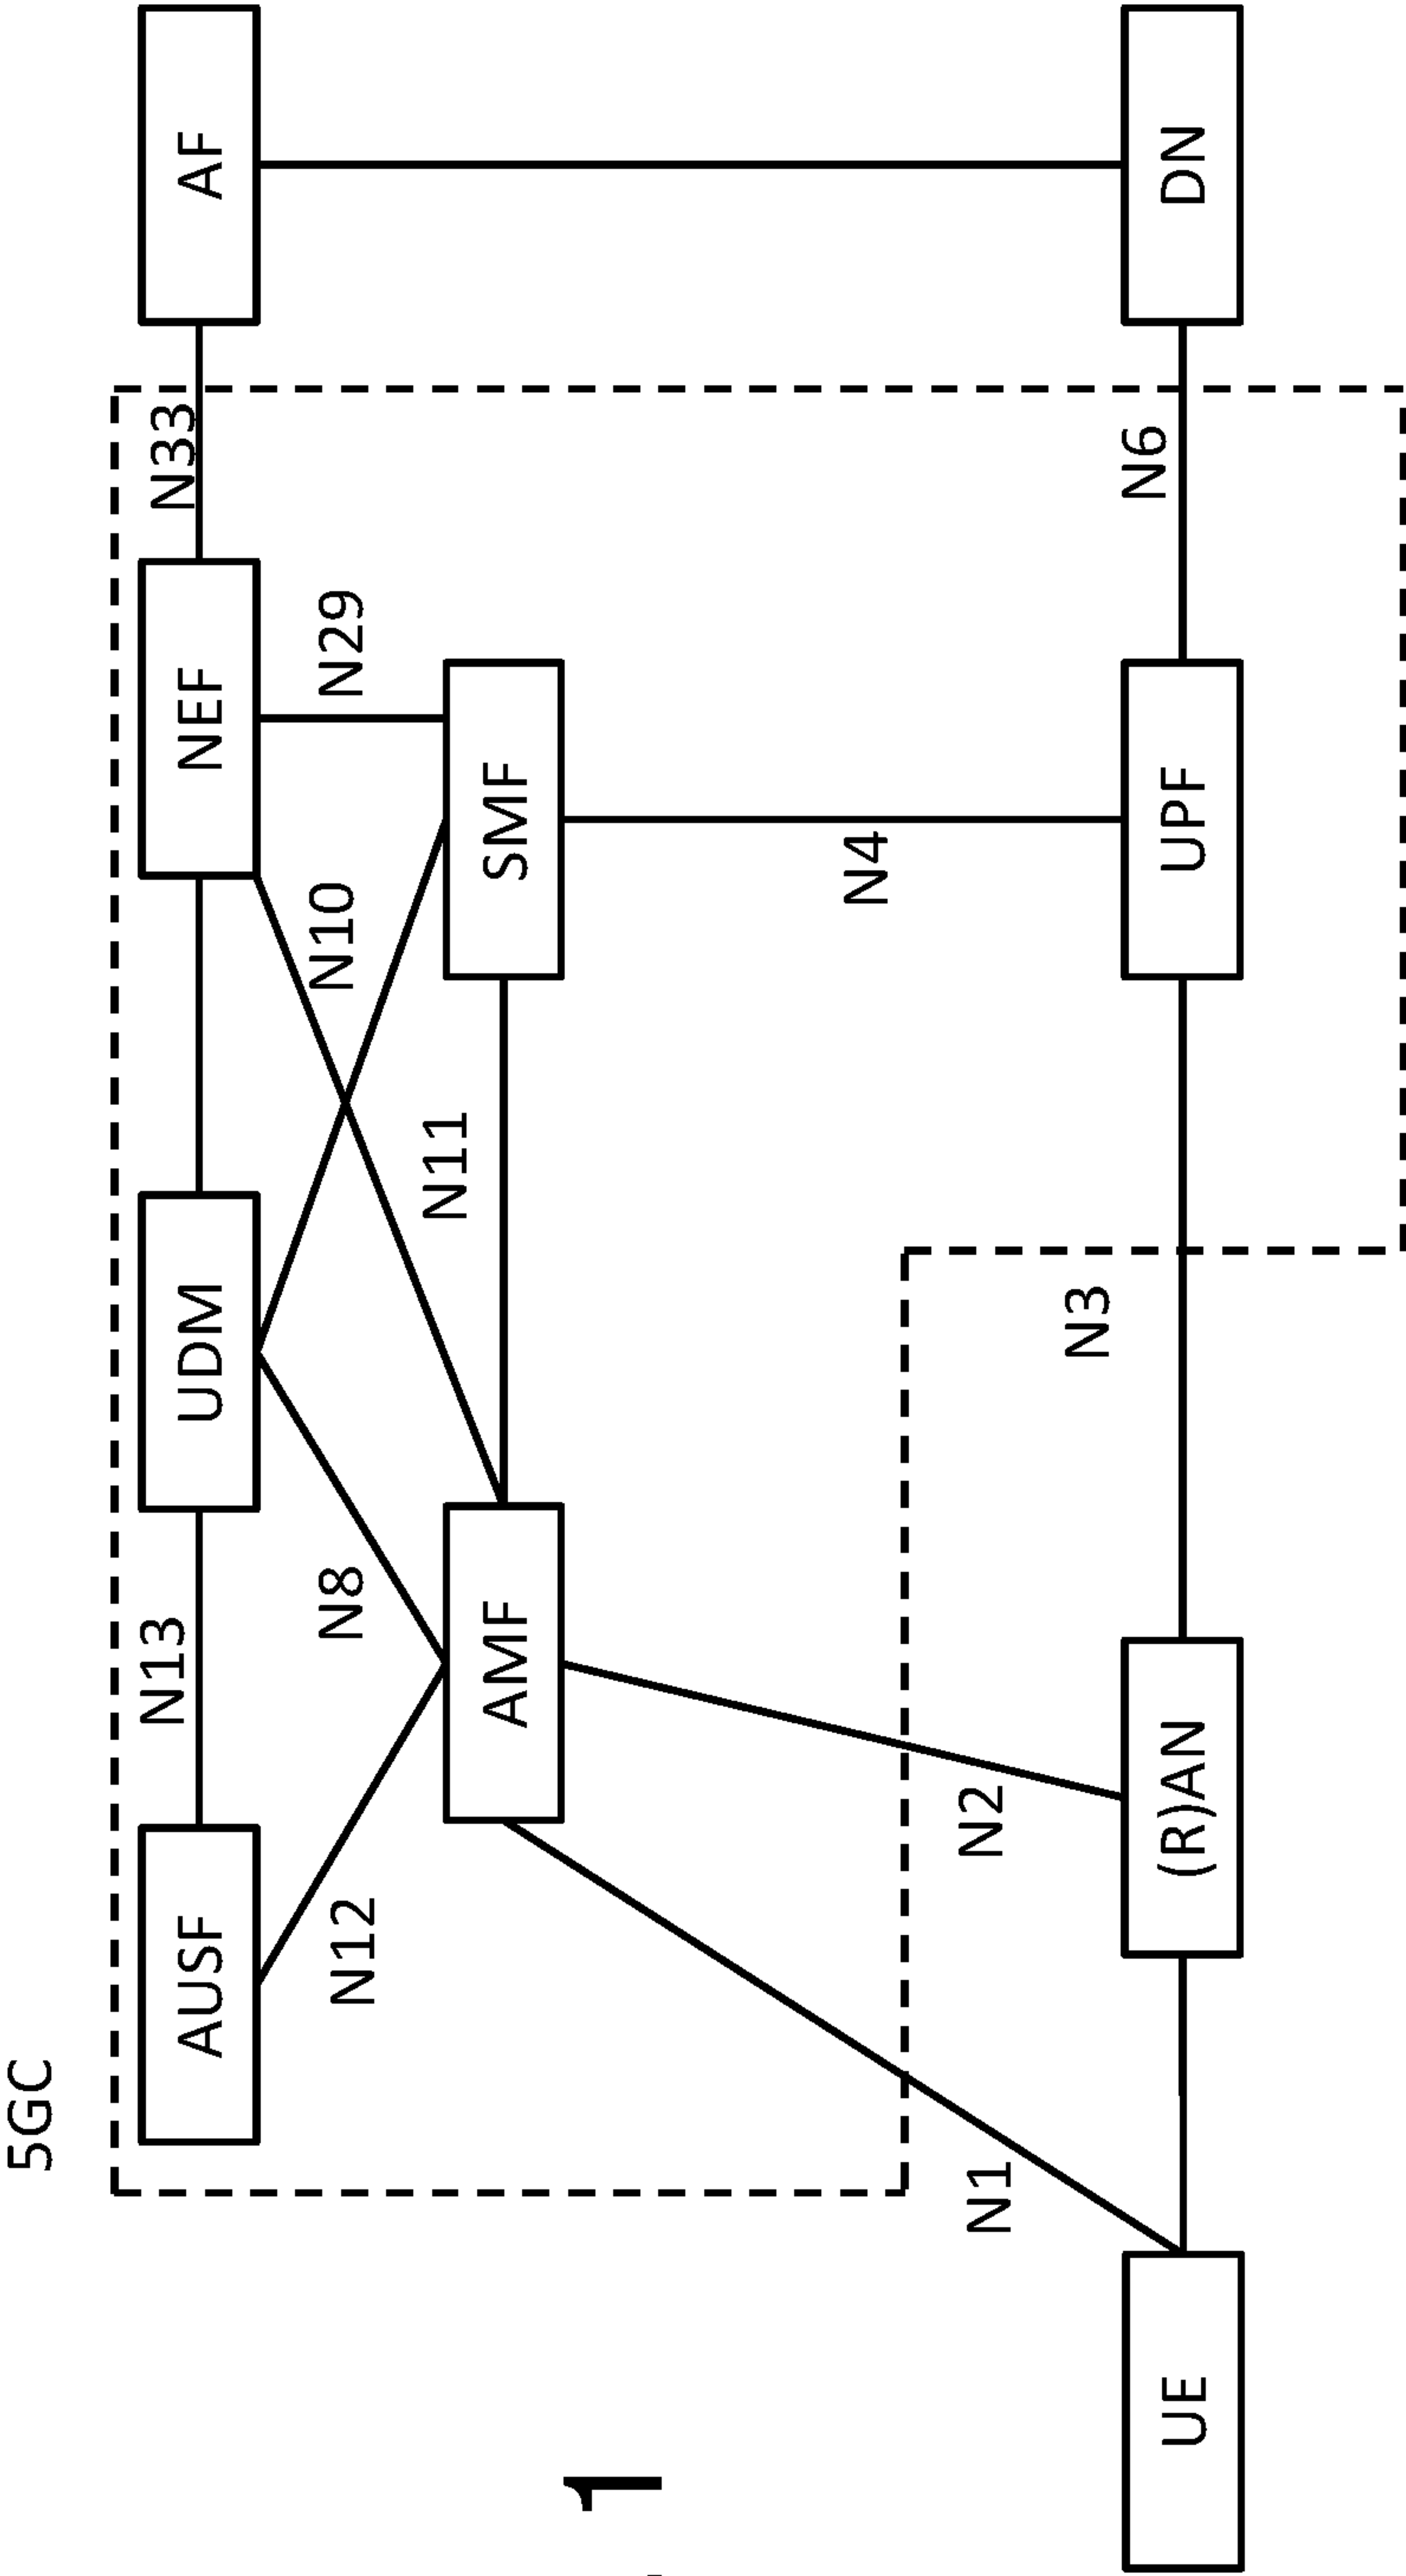 5GC
AUSF
N13
UDM
NEF
N33
AF
N12
N8
N10
N29
AMF
N11
SMF
N1
N2
N3
N4
N6
UE
(R)AN
UPF
DN
1